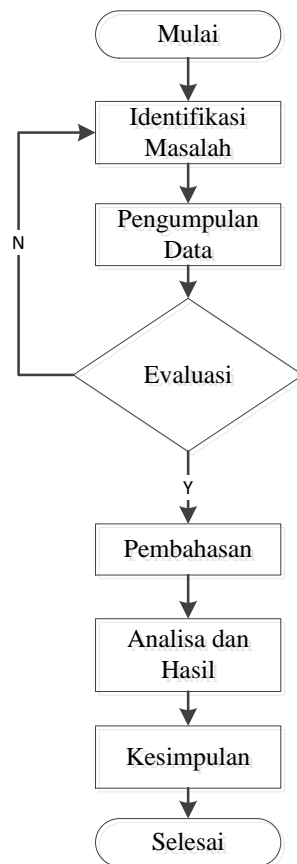 Mulai
Identifikasi
Masalah
N
Pengumpulan
Data
Evaluasi
Y
Pembahasan
Analisa dan
Hasil
Kesimpulan
Selesai